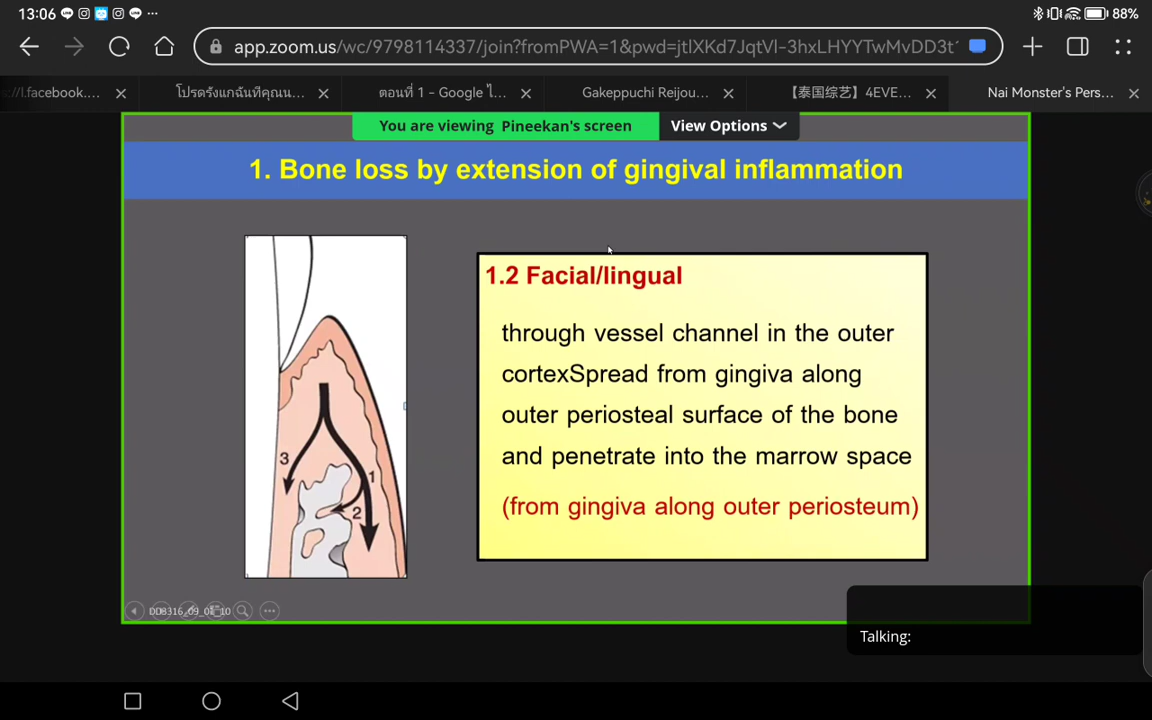 13:06 88%
app.zoom.us/wc/9798114337/join?fromPWA=1&pwd=jtlXKd7JqtVl-3hxLHYYTwMvDD3t1
s://l.facebook.... โปรดรังแกฉันทีคุณน... ตอนที่ 1 - Google ไ... Gakeppuchi Reijou... 【泰国综艺】4EVE... Nai Monster's Pers...
You are viewing Pineekan's screen View Options
1. Bone loss by extension of gingival inflammation
1.2 Facial/lingual
through vessel channel in the outer
cortexSpread from gingiva along
outer periosteal surface of the bone
and penetrate into the marrow space
(from gingiva along outer periosteum)
3
1
2
Talking: